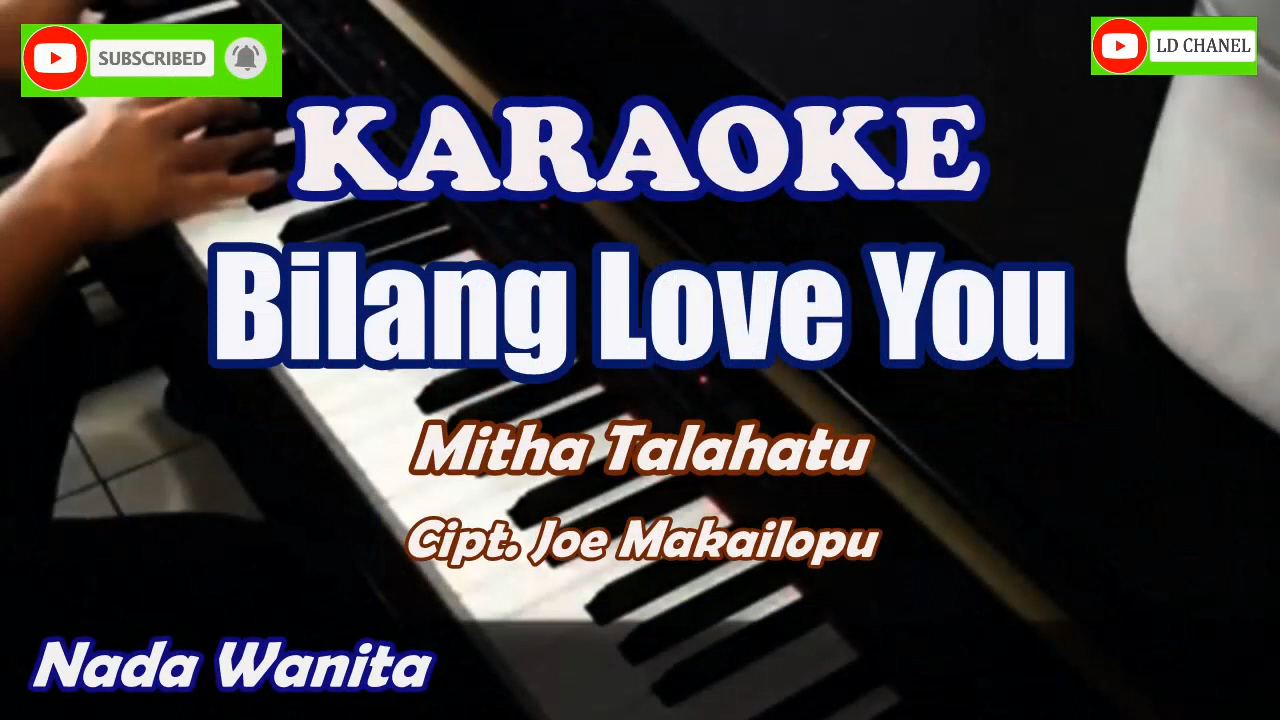 SUBSCRIBED
LD CHANEL
KARAOKE
Bilang Love You
Mitha Talahatu
Cipt. Joe Makailopu
Nada Wanita